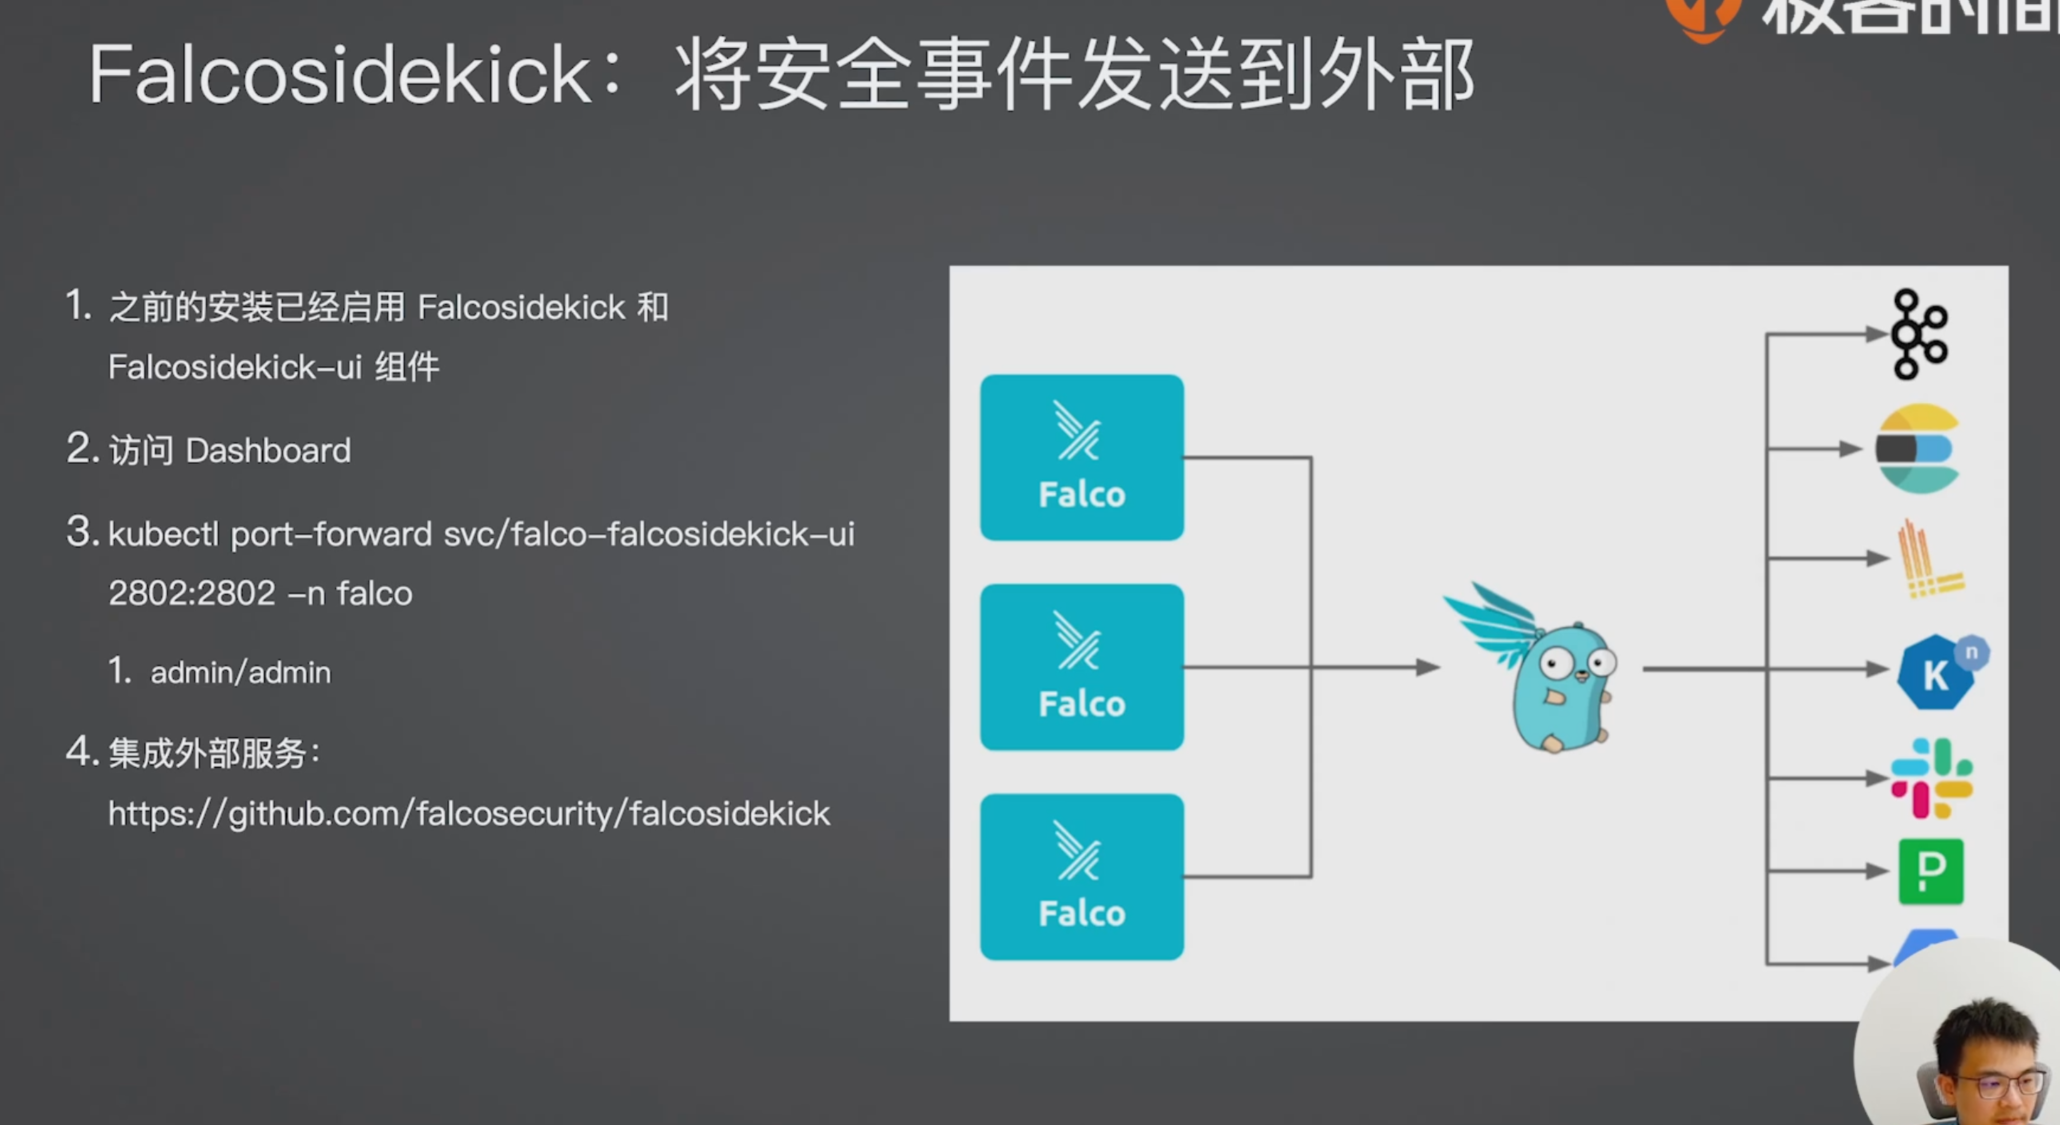 极客时间
Falcosidekick：将安全事件发送到外部
1. 之前的安装已经启用 Falcosidekick 和
Falcosidekick-ui 组件
2. 访问 Dashboard
3. kubectl port-forward svc/falco-falcosidekick-ui
2802:2802 -n falco
1. admin/admin
4. 集成外部服务：
https://github.com/falcosecurity/falcosidekick
Falco
Falco
Falco
K
n
P